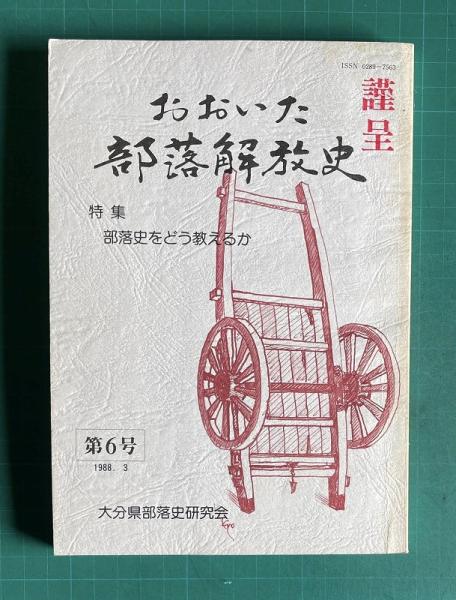 ISSN 0289-7563
謹呈
おおいた
部落解放史
特集
部落史をどう教えるか
第6号
1988. 3
大分県部落史研究会